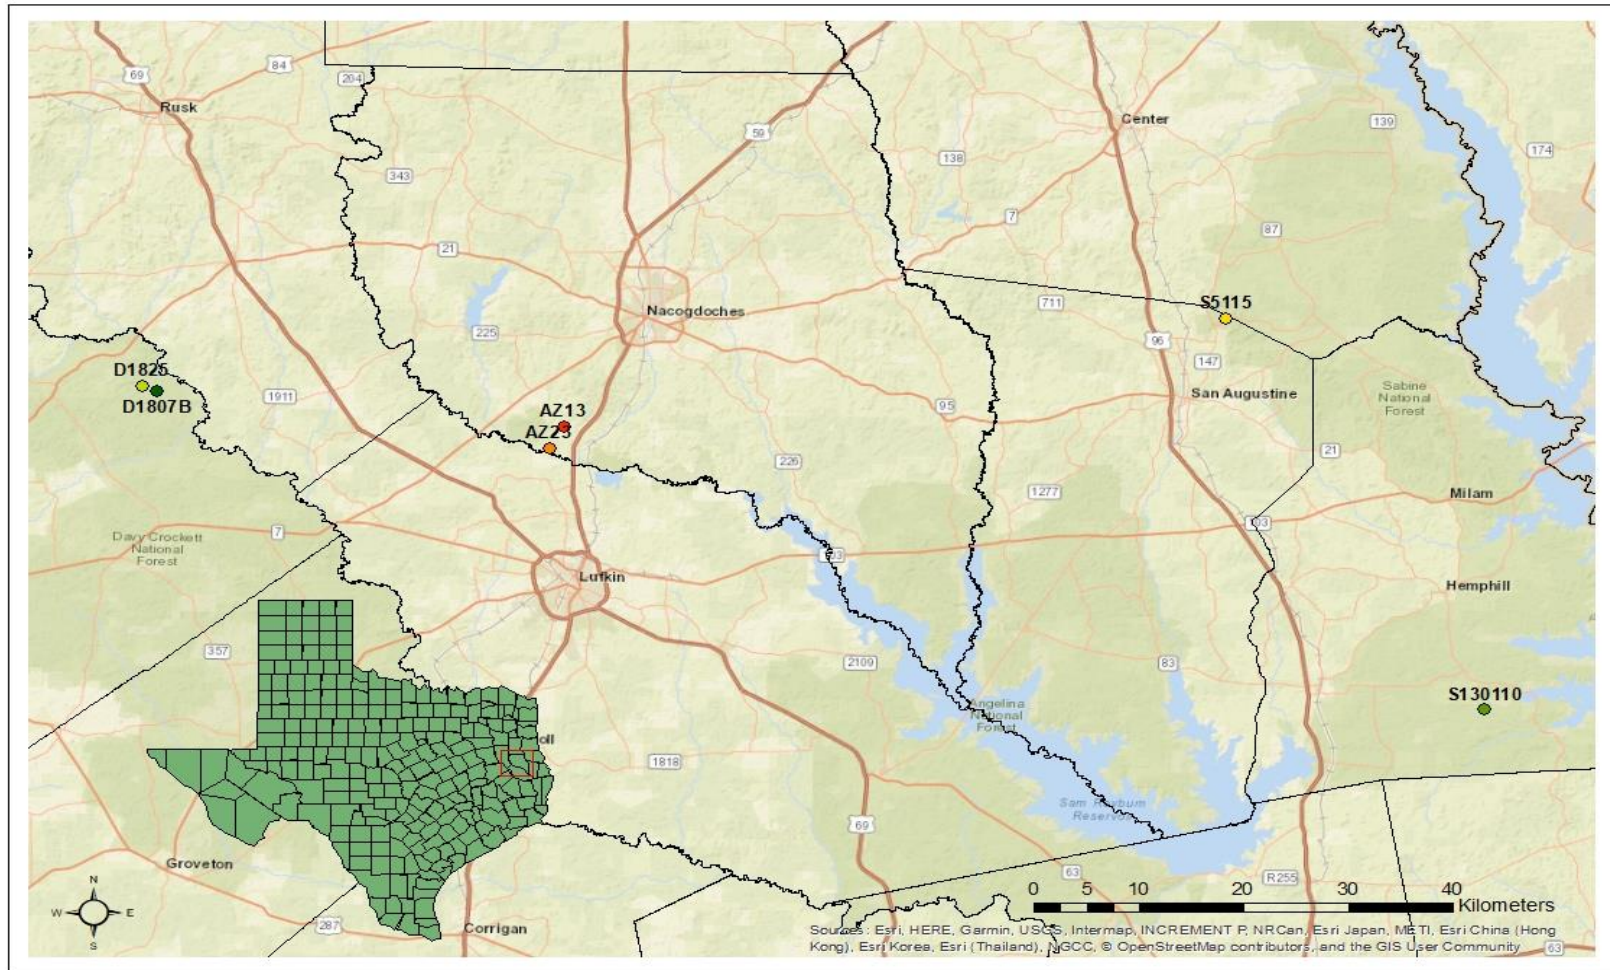 69
84
204
Rusk
59
Center
139
138
174
343
7
87
21
711
S5115
Nacogdoches
225
96
147
D1825
1911
San Augustine
Sabine
National
Forest
D1807B
AZ13
95
AZ23
21
226
1277
Milam
Davy Crockett
National
Forest
7
103
Lufkin
Hemphill
357
2109
83
S130110
Angelina
National
Forest
oll
1818
Sam Rayburn
Reservoir
69
Groveton
63
R255
N
W E
S
0 5 10 20 30 40
Kilometers
287
Corrigan
Sources: Esri, HERE, Garmin, USGS, Intermap, INCREMENT P, NRCan, Esri Japan, METI, Esri China (Hong
Kong), Esri Korea, Esri (Thailand), NGCC, © OpenStreetMap contributors, and the GIS User Community
63